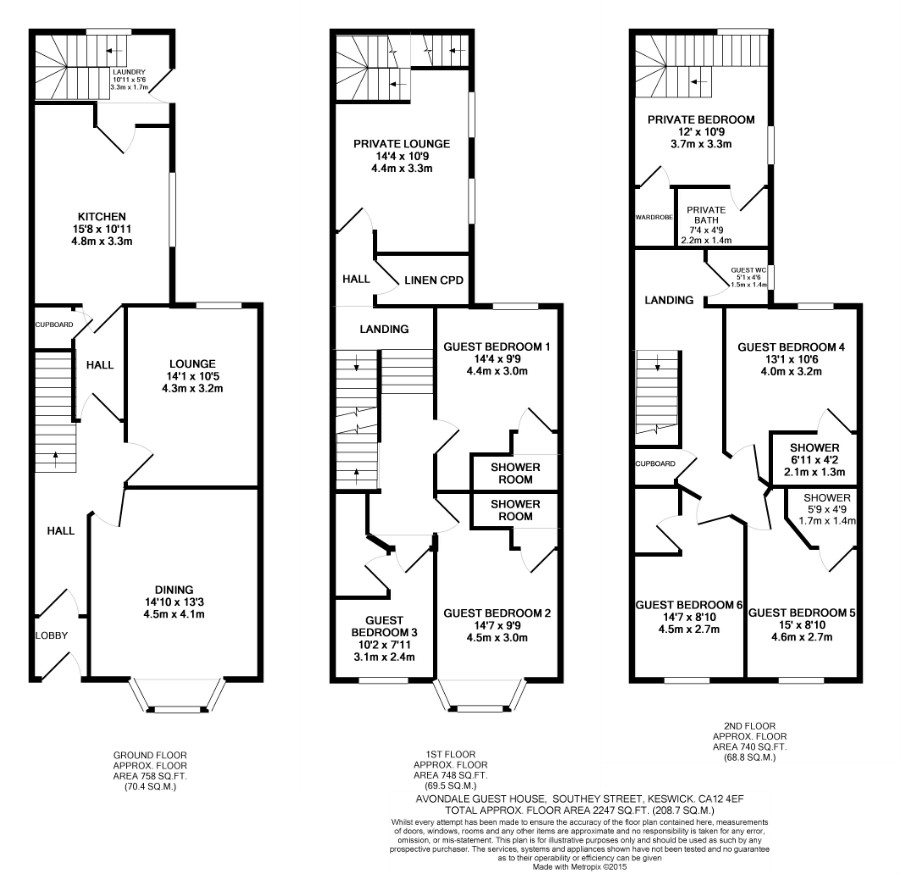 LAUNDRY
10'11 x 5'6
3.3m x 1.7m
KITCHEN
15'8 x 10'11
4.8m x 3.3m
CUPBOARD
HALL
LOUNGE
14'1 x 10'5
4.3m x 3.2m
HALL
DINING
14'10 x 13'3
4.5m x 4.1m
LOBBY
GROUND FLOOR
APPROX. FLOOR
AREA 758 SQ.FT.
(70.4 SQ.M.)
PRIVATE LOUNGE
14'4 x 10'9
4.4m x 3.3m
HALL
LINEN CPD
LANDING
GUEST BEDROOM 1
14'4 x 9'9
4.4m x 3.0m
SHOWER
ROOM
SHOWER
ROOM
GUEST BEDROOM 2
14'7 x 9'9
4.5m x 3.0m
GUEST
BEDROOM 3
10'2 x 7'11
3.1m x 2.4m
1ST FLOOR
APPROX. FLOOR
AREA 748 SQ.FT.
(69.5 SQ.M.)
PRIVATE BEDROOM
12' x 10'9
3.7m x 3.3m
WARDROBE
PRIVATE
BATH
7'4 x 4'9
2.2m x 1.4m
GUEST WC
5'1 x 4'6
1.5m x 1.4m
LANDING
GUEST BEDROOM 4
13'1 x 10'6
4.0m x 3.2m
SHOWER
6'11 x 4'2
2.1m x 1.3m
CUPBOARD
SHOWER
5'9 x 4'9
1.7m x 1.4m
GUEST BEDROOM 6
14'7 x 8'10
4.5m x 2.7m
GUEST BEDROOM 5
15' x 8'10
4.6m x 2.7m
2ND FLOOR
APPROX. FLOOR
AREA 740 SQ.FT.
(68.8 SQ.M.)
AVONDALE GUEST HOUSE, SOUTHEY STREET, KESWICK. CA12 4EF
TOTAL APPROX. FLOOR AREA 2247 SQ.FT. (208.7 SQ.M.)
Whilst every attempt has been made to ensure the accuracy of the floor plan contained here, measurements
of doors, windows, rooms and any other items are approximate and no responsibility is taken for any error,
omission, or mis-statement. This plan is for illustrative purposes only and should be used as such by any
prospective purchaser. The services, systems and appliances shown have not been tested and no guarantee
as to their operability or efficiency can be given
Made with Metropix ©2015